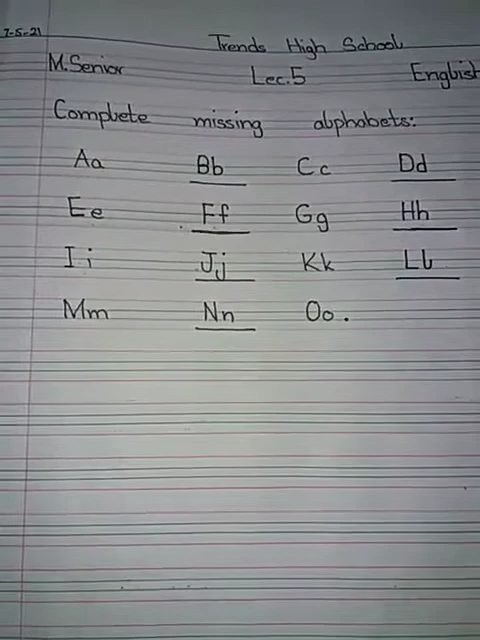 7-5-21
Trends High School
M.Senior Lec.5 English
Complete missing alphabets:
Aa Bb Cc Dd
Ee Ff Gg Hh
Ii Jj Kk Ll
Mm Nn Oo.